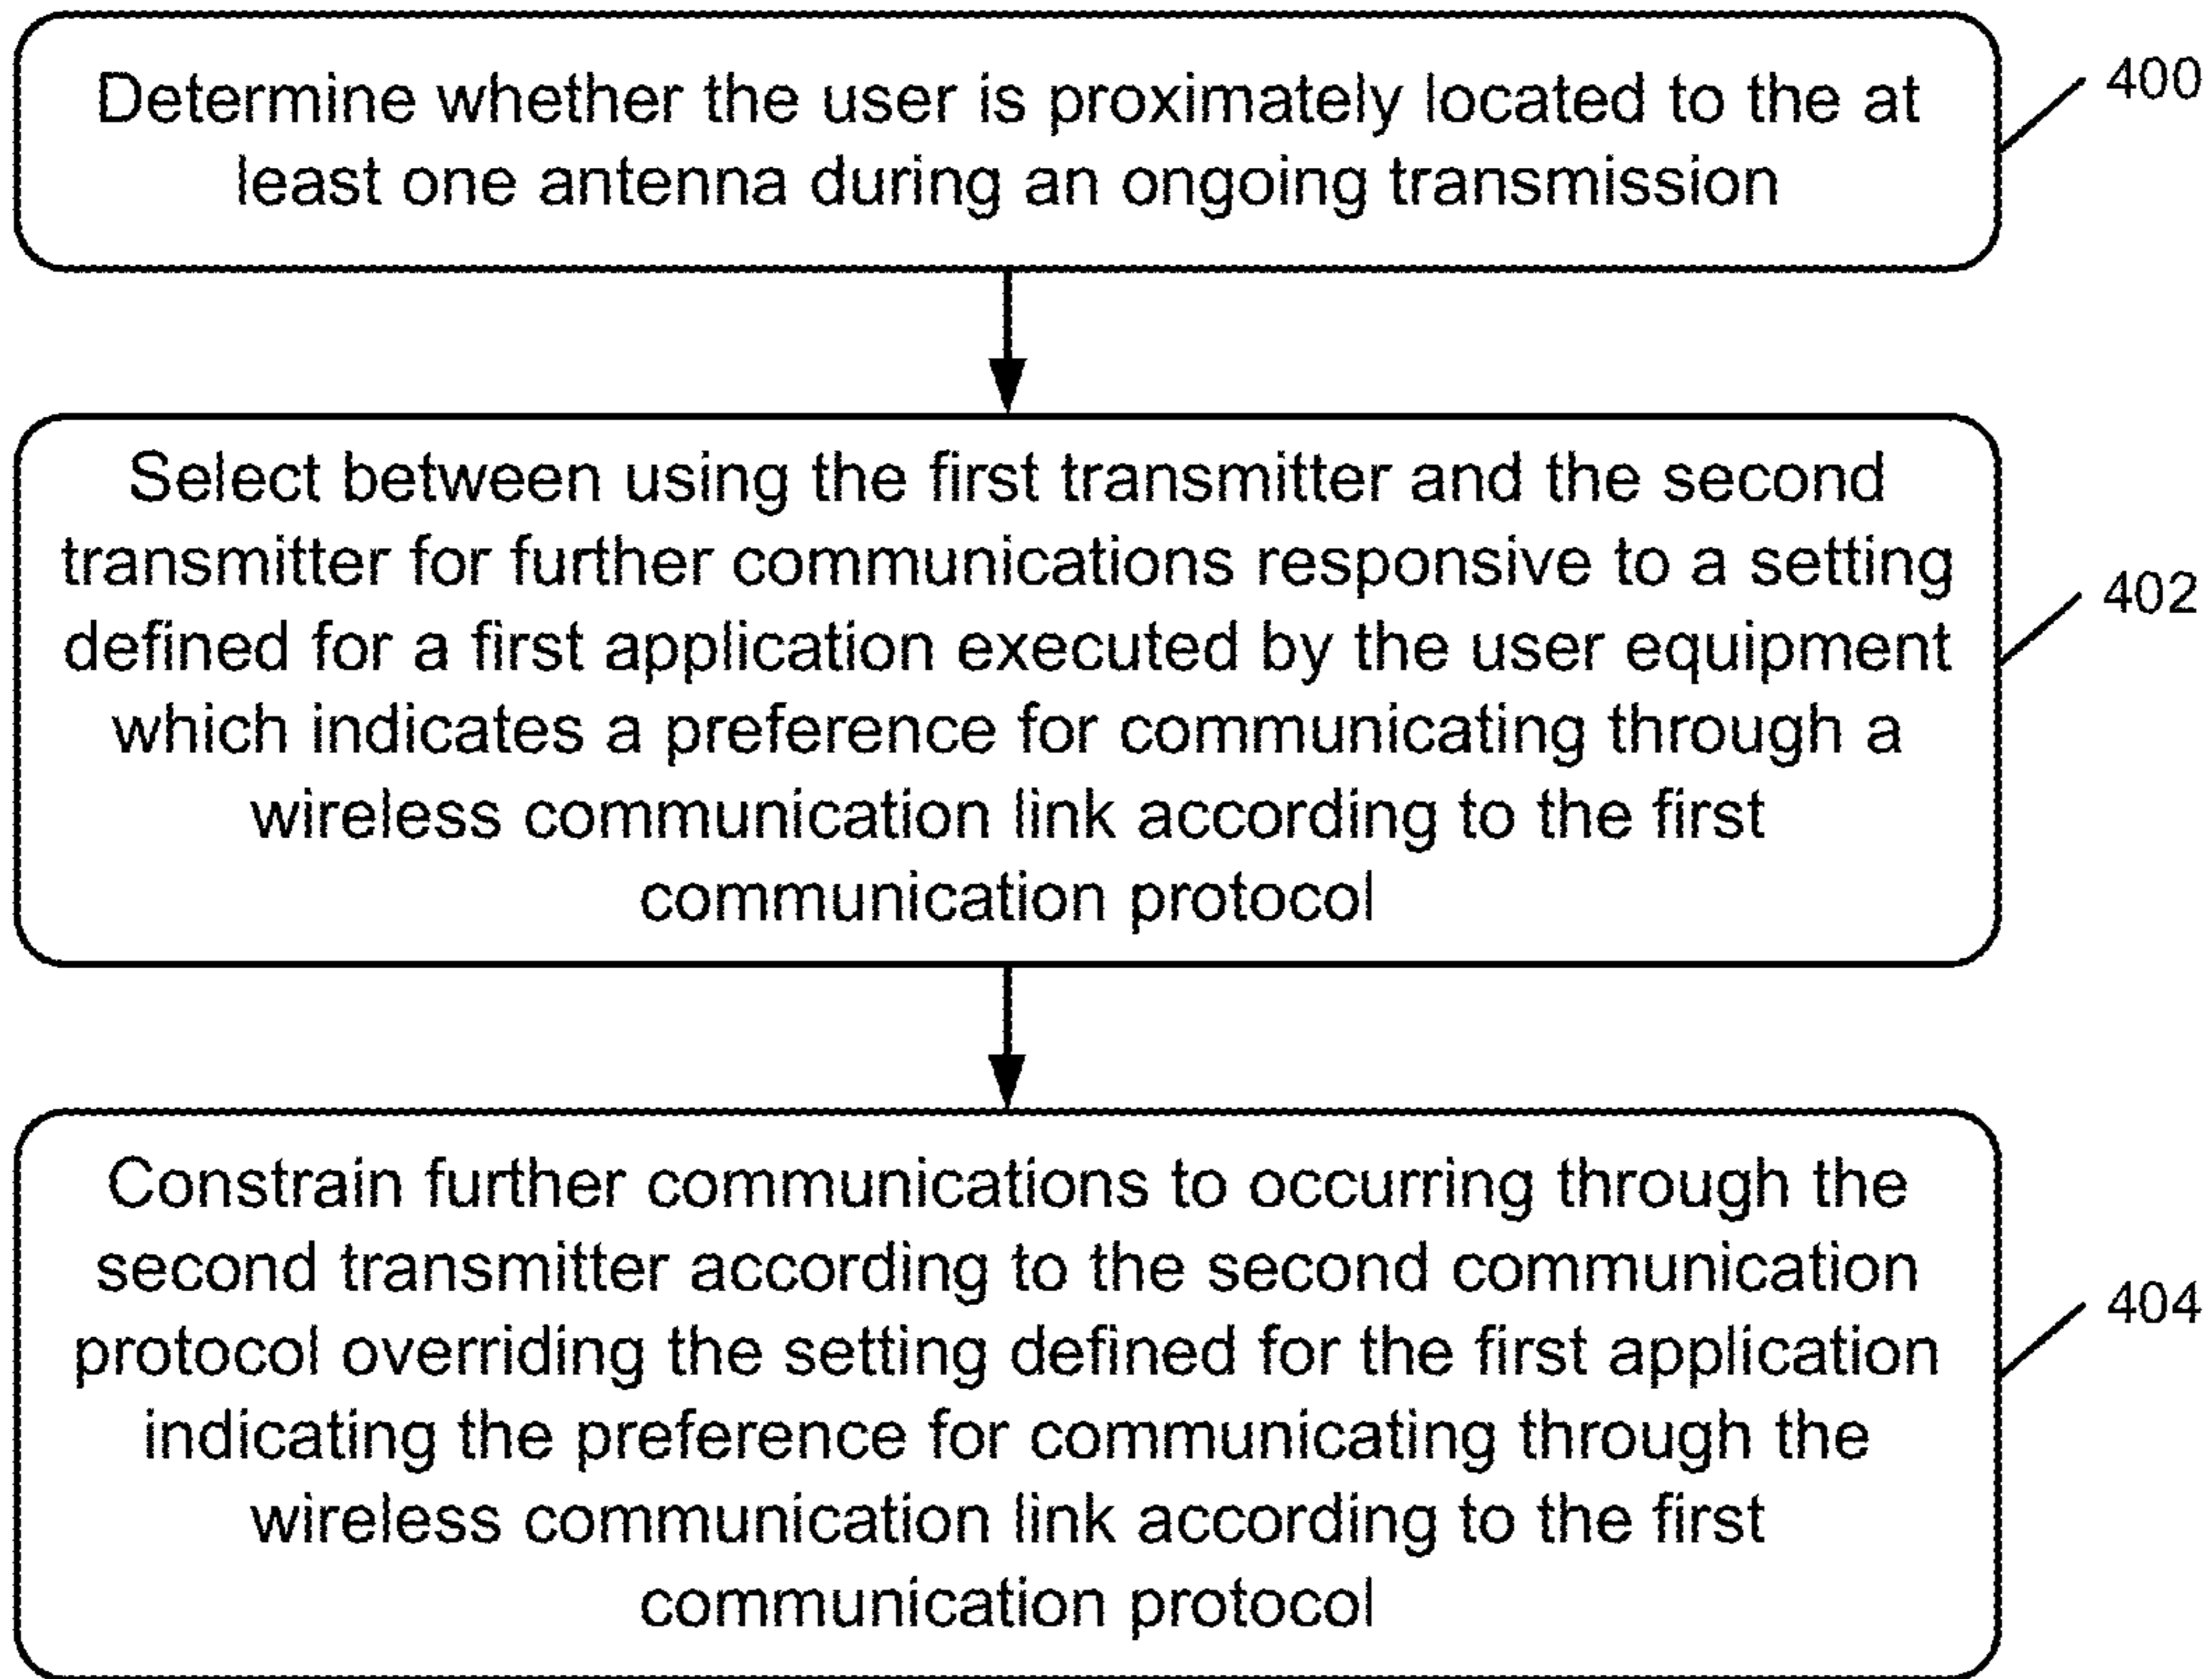 Determine whether the user is proximately located to the at
least one antenna during an ongoing transmission
400
Select between using the first transmitter and the second
transmitter for further communications responsive to a setting
defined for a first application executed by the user equipment
which indicates a preference for communicating through a
wireless communication link according to the first
communication protocol
402
Constrain further communications to occurring through the
second transmitter according to the second communication
protocol overriding the setting defined for the first application
indicating the preference for communicating through the
wireless communication link according to the first
communication protocol
404